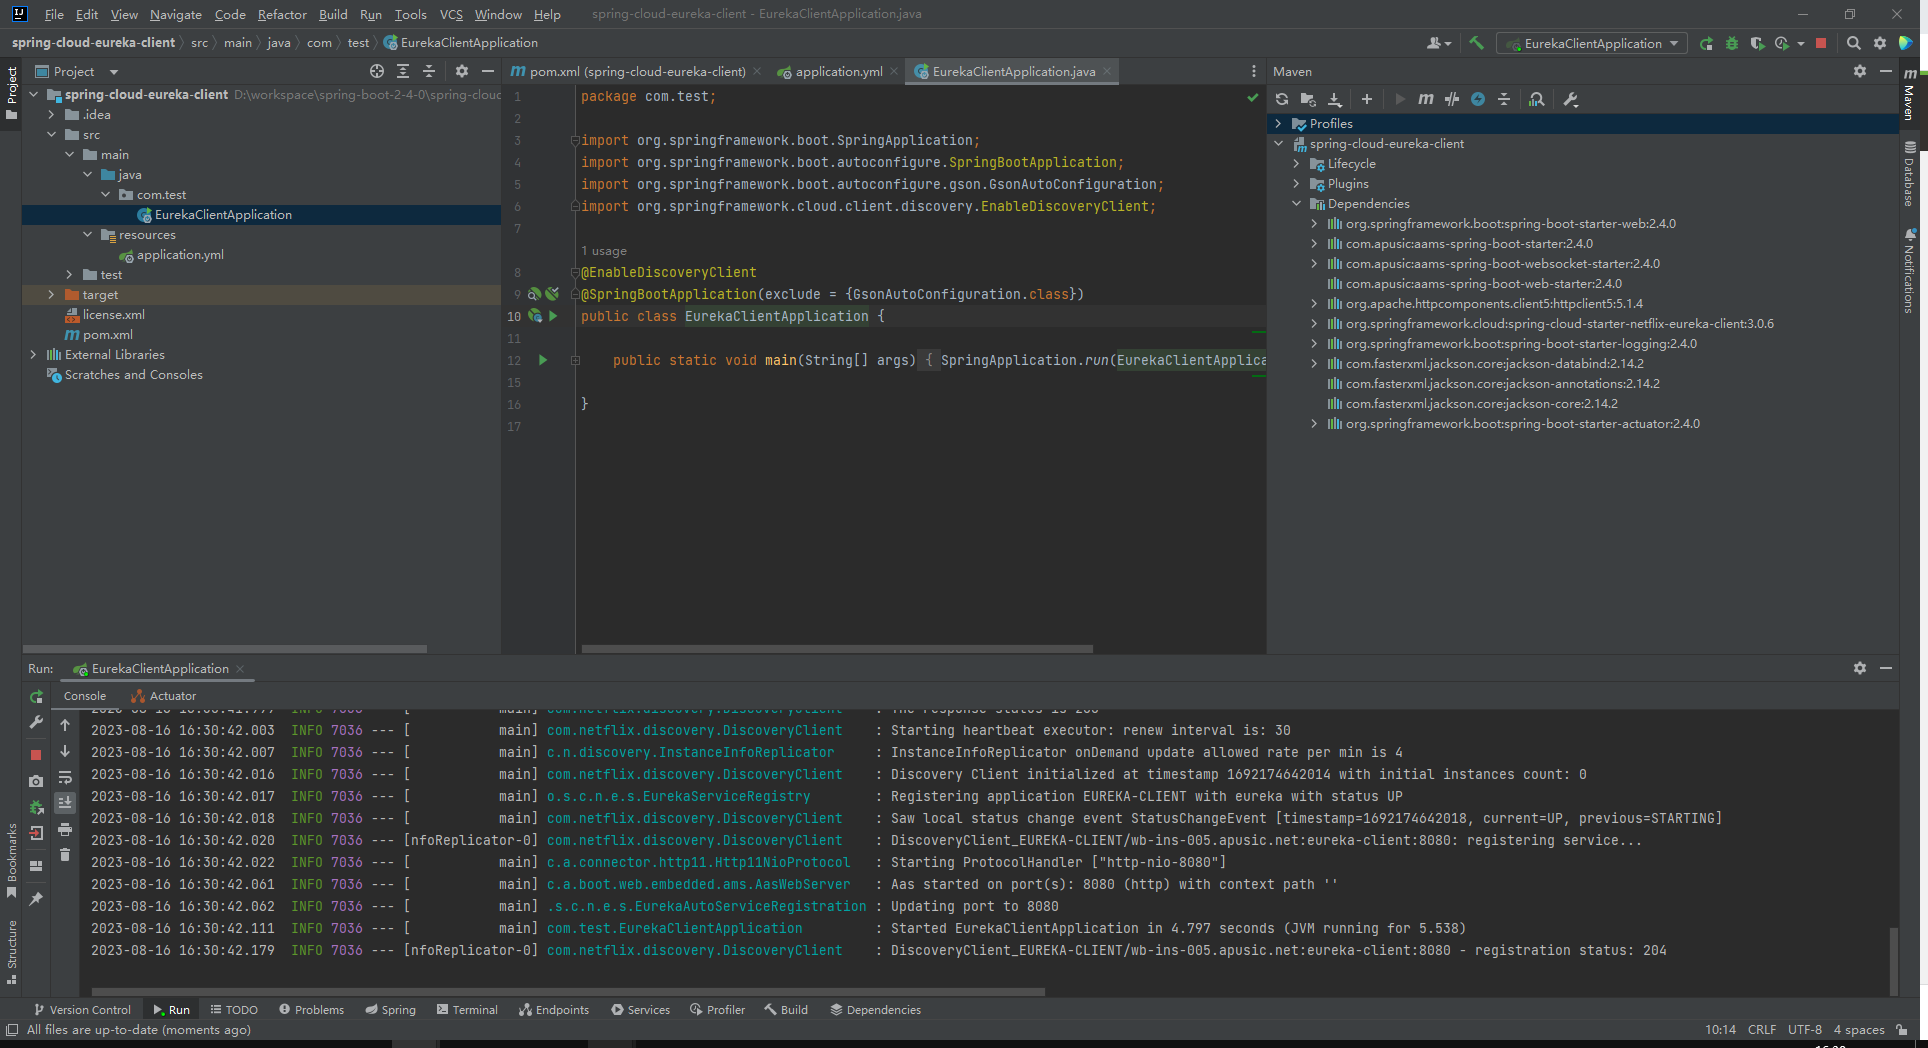 File Edit View Navigate Code Refactor Build Run Tools VCS Window Help spring-cloud-eureka-client - EurekaClientApplication.java
spring-cloud-eureka-client src main java com test EurekaClientApplication EurekaClientApplication
Project
Project
spring-cloud-eureka-client D:\workspace\spring-boot-2-4-0\spring-cloud
.idea
src
main
java
com.test
EurekaClientApplication
resources
application.yml
test
target
license.xml
pom.xml
External Libraries
Scratches and Consoles
pom.xml (spring-cloud-eureka-client) application.yml EurekaClientApplication.java
1 package com.test;
2
3 import org.springframework.boot.SpringApplication;
4 import org.springframework.boot.autoconfigure.SpringBootApplication;
5 import org.springframework.boot.autoconfigure.gson.GsonAutoConfiguration;
6 import org.springframework.cloud.client.discovery.EnableDiscoveryClient;
7
1 usage
8 @EnableDiscoveryClient
9 @SpringBootApplication(exclude = {GsonAutoConfiguration.class})
10 public class EurekaClientApplication {
11
12 public static void main(String[] args) { SpringApplication.run(EurekaClientApplica
15
16 }
17
Maven
Profiles
spring-cloud-eureka-client
Lifecycle
Plugins
Dependencies
org.springframework.boot:spring-boot-starter-web:2.4.0
com.apusic:aams-spring-boot-starter:2.4.0
com.apusic:aams-spring-boot-websocket-starter:2.4.0
com.apusic:aams-spring-boot-web-starter:2.4.0
org.apache.httpcomponents.client5:httpclient5:5.1.4
org.springframework.cloud:spring-cloud-starter-netflix-eureka-client:3.0.6
org.springframework.boot:spring-boot-starter-logging:2.4.0
com.fasterxml.jackson.core:jackson-databind:2.14.2
com.fasterxml.jackson.core:jackson-annotations:2.14.2
com.fasterxml.jackson.core:jackson-core:2.14.2
org.springframework.boot:spring-boot-starter-actuator:2.4.0
Maven
Database
Notifications
Run: EurekaClientApplication
Console Actuator
2023-08-16 16:30:42.003 INFO 7036 --- [ main] com.netflix.discovery.DiscoveryClient : Starting heartbeat executor: renew interval is: 30
2023-08-16 16:30:42.007 INFO 7036 --- [ main] c.n.discovery.InstanceInfoReplicator : InstanceInfoReplicator onDemand update allowed rate per min is 4
2023-08-16 16:30:42.016 INFO 7036 --- [ main] com.netflix.discovery.DiscoveryClient : Discovery Client initialized at timestamp 1692174642014 with initial instances count: 0
2023-08-16 16:30:42.017 INFO 7036 --- [ main] o.s.c.n.e.s.EurekaServiceRegistry : Registering application EUREKA-CLIENT with eureka with status UP
2023-08-16 16:30:42.018 INFO 7036 --- [ main] com.netflix.discovery.DiscoveryClient : Saw local status change event StatusChangeEvent [timestamp=1692174642018, current=UP, previous=STARTING]
2023-08-16 16:30:42.020 INFO 7036 --- [nfoReplicator-0] com.netflix.discovery.DiscoveryClient : DiscoveryClient_EUREKA-CLIENT/wb-ins-005.apusic.net:eureka-client:8080: registering service...
2023-08-16 16:30:42.022 INFO 7036 --- [ main] c.a.connector.http11.Http11NioProtocol : Starting ProtocolHandler ["http-nio-8080"]
2023-08-16 16:30:42.061 INFO 7036 --- [ main] c.a.boot.web.embedded.ams.AasWebServer : Aas started on port(s): 8080 (http) with context path ''
2023-08-16 16:30:42.062 INFO 7036 --- [ main] .s.c.n.e.s.EurekaAutoServiceRegistration : Updating port to 8080
2023-08-16 16:30:42.111 INFO 7036 --- [ main] com.test.EurekaClientApplication : Started EurekaClientApplication in 4.797 seconds (JVM running for 5.538)
2023-08-16 16:30:42.179 INFO 7036 --- [nfoReplicator-0] com.netflix.discovery.DiscoveryClient : DiscoveryClient_EUREKA-CLIENT/wb-ins-005.apusic.net:eureka-client:8080 - registration status: 204
Bookmarks
Structure
Version Control Run TODO Problems Spring Terminal Endpoints Services Profiler Build Dependencies
All files are up-to-date (moments ago) 10:14 CRLF UTF-8 4 spaces